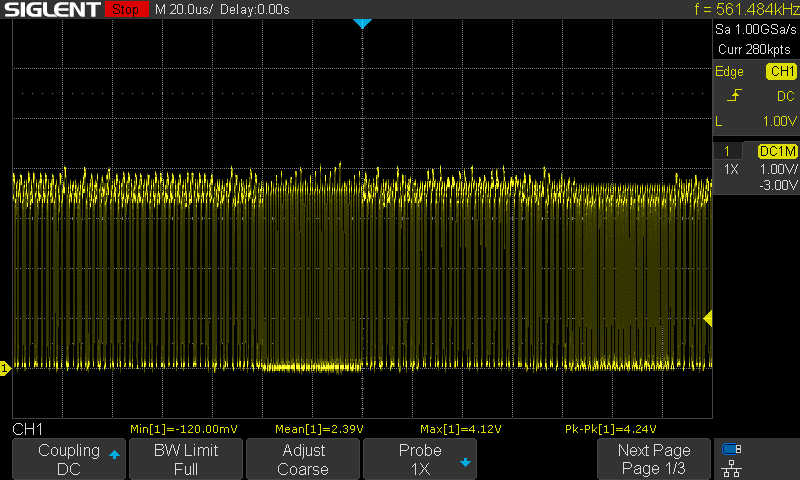 SIGLENT Stop M 20.0us/ Delay:0.00s f = 561.484kHz
Sa 1.00GSa/s
Curr 280kpts
Edge CH1
DC
L 1.00V
1 DC1M
1X 1.00V/
-3.00V
1
CH1 Min[1]=-120.00mV Mean[1]=2.39V Max[1]=4.12V Pk-Pk[1]=4.24V
Coupling BW Limit Adjust Probe Next Page
DC Full Coarse 1X Page 1/3